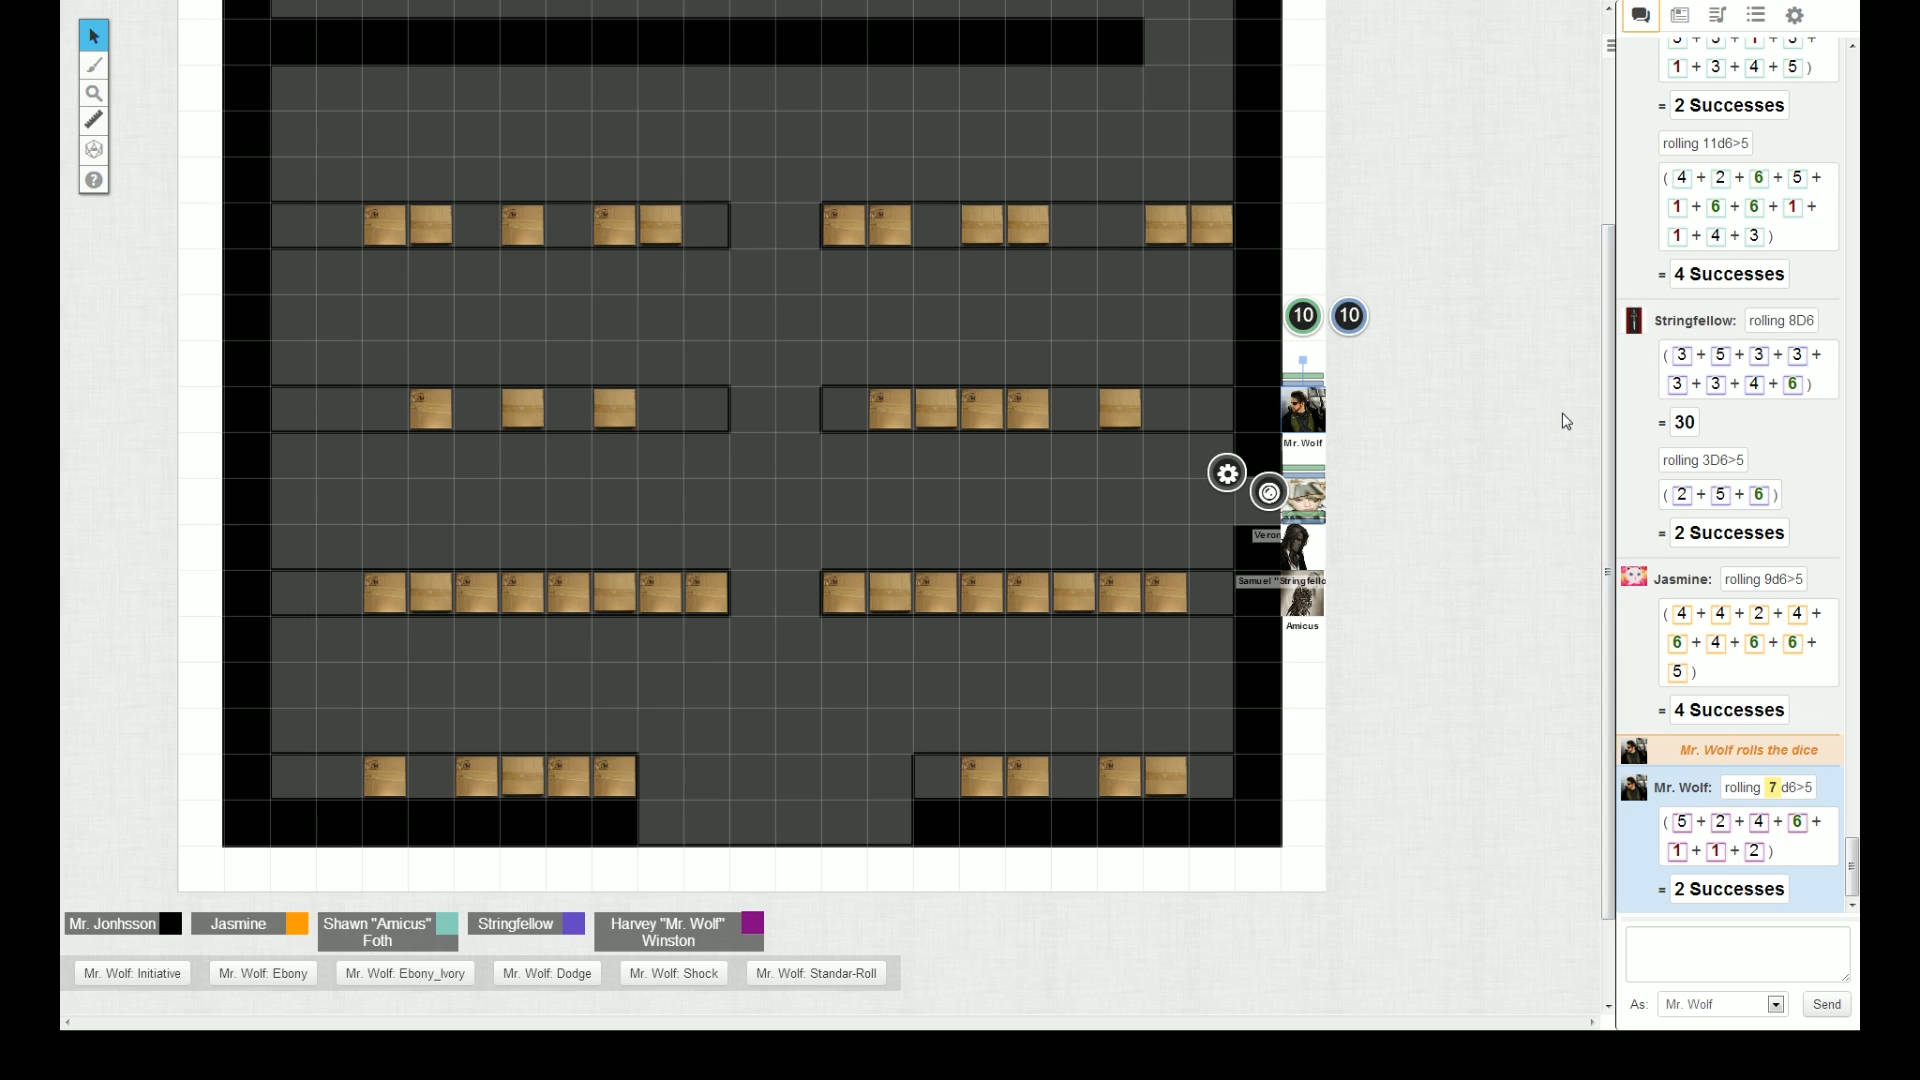 1 + 3 + 4 + 5 )
= 2 Successes
rolling 11d6>5
( 4 + 2 + 6 + 5 +
1 + 6 + 6 + 1 +
1 + 4 + 3 )
= 4 Successes
10 10
Stringfellow: rolling 8D6
( 3 + 5 + 3 + 3 +
3 + 3 + 4 + 6 )
= 30
Mr. Wolf
rolling 3D6>5
( 2 + 5 + 6 )
= 2 Successes
Veron
Samuel "Stringfello
Amicus
Jasmine: rolling 9d6>5
( 4 + 4 + 2 + 4 +
6 + 4 + 6 + 6 +
5 )
= 4 Successes
Mr. Wolf rolls the dice
Mr. Wolf: rolling 7 d6>5
( 5 + 2 + 4 + 6 +
1 + 1 + 2 )
= 2 Successes
Mr. Jonhsson
Jasmine
Shawn "Amicus"
Foth
Stringfellow
Harvey "Mr. Wolf"
Winston
Mr. Wolf: Initiative
Mr. Wolf: Ebony
Mr. Wolf: Ebony_Ivory
Mr. Wolf: Dodge
Mr. Wolf: Shock
Mr. Wolf: Standar-Roll
As: Mr. Wolf Send